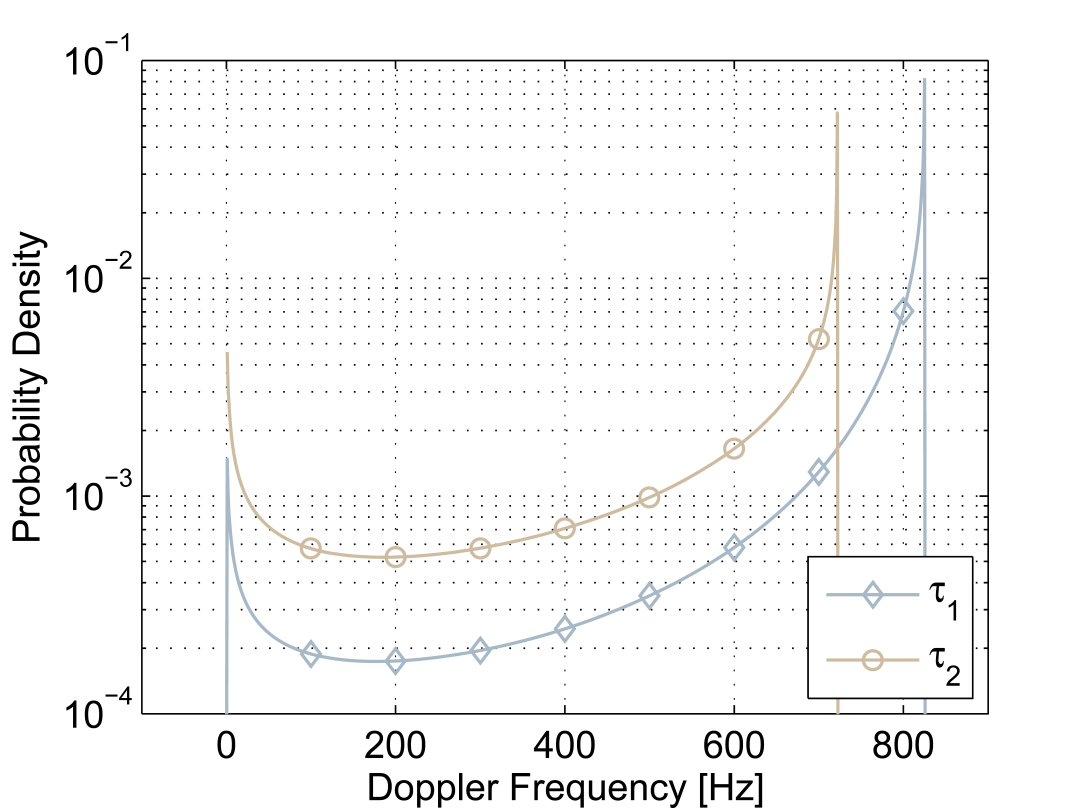 10⁻¹
10⁻²
10⁻³
10⁻⁴
Probability Density
0 200 400 600 800
Doppler Frequency [Hz]
τ₁
τ₂